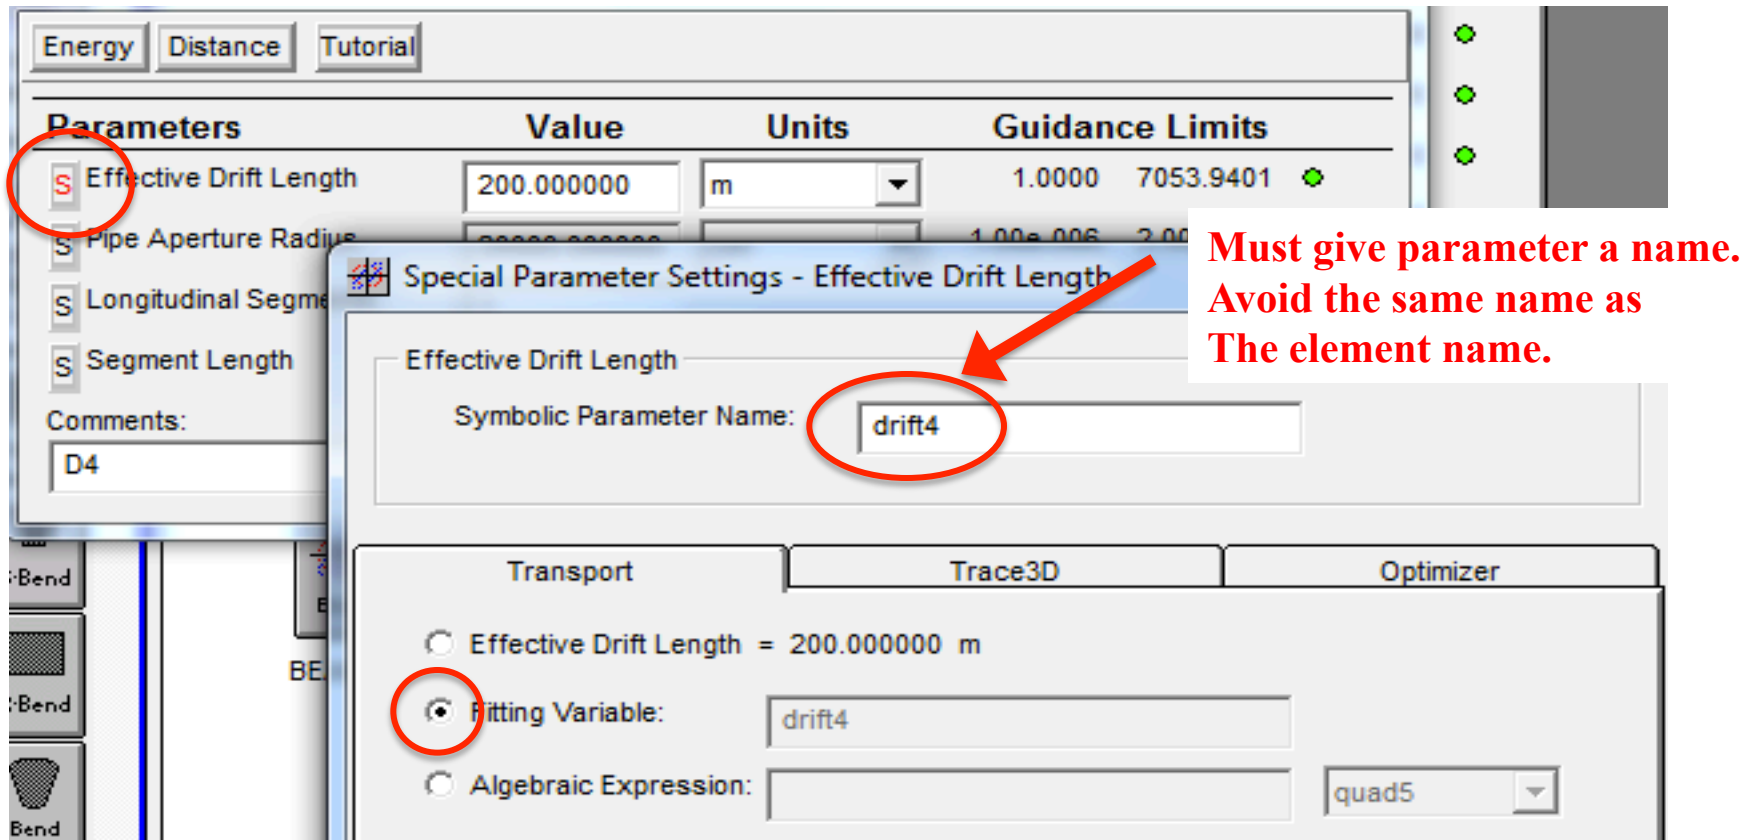 Energy Distance Tutorial
Parameters Value Units Guidance Limits
S Effective Drift Length 200.000000 m 1.0000 7053.9401
S Pipe Aperture Radius
S Longitudinal Segme
S Segment Length
Comments:
D4
Special Parameter Settings - Effective Drift Length
Must give parameter a name.
Avoid the same name as
The element name.
Effective Drift Length
Symbolic Parameter Name: drift4
Transport Trace3D Optimizer
Effective Drift Length = 200.000000 m
Fitting Variable: drift4
Algebraic Expression: quad5
-Bend
BE
-Bend
Bend